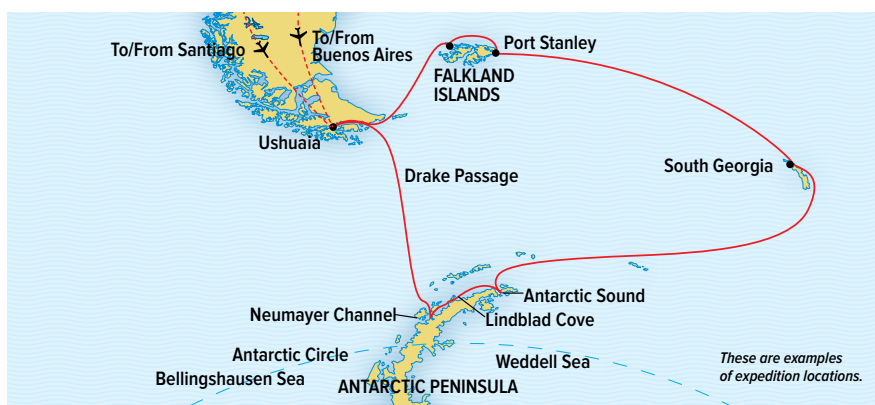 To/From Santiago
To/From
Buenos Aires
Port Stanley
FALKLAND
ISLANDS
Ushuaia
Drake Passage
South Georgia
Antarctic Sound
Neumayer Channel
Lindblad Cove
Antarctic Circle
Weddell Sea
Bellingshausen Sea
ANTARCTIC PENINSULA
These are examples
of expedition locations.